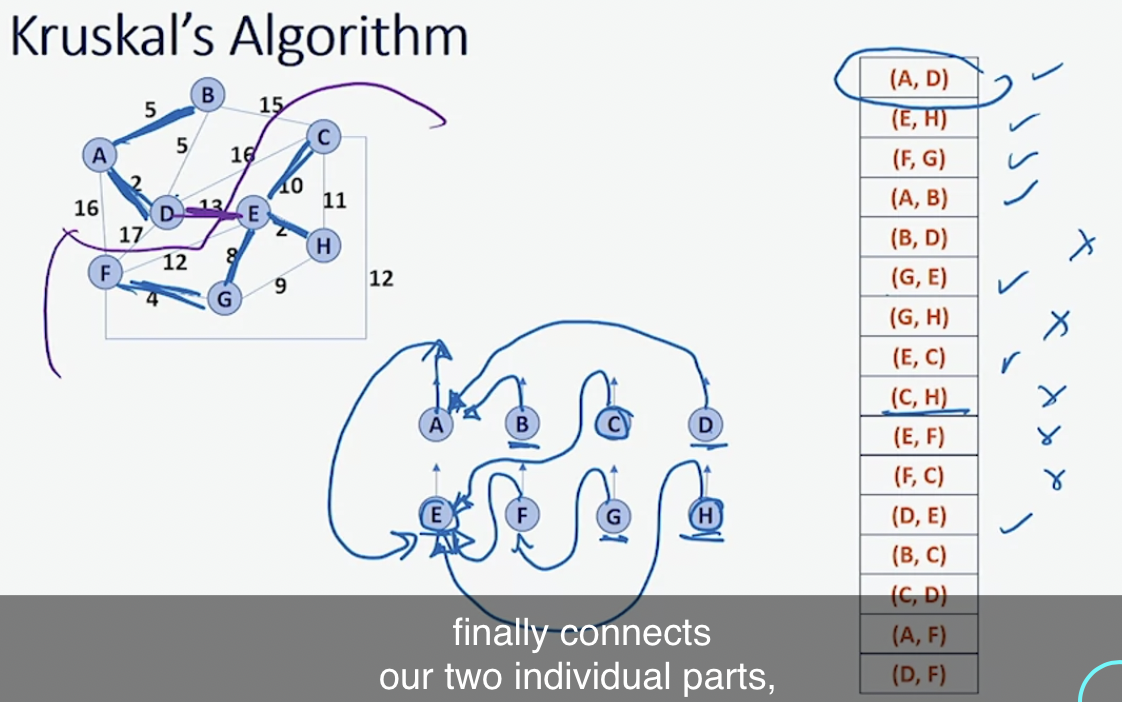 Kruskal's Algorithm
B
5
15
C
A
5
16
2
10
11
D
13
E
16
2
17
H
F
12
8
12
4
G
9
(A, D)
(E, H)
(F, G)
(A, B)
(B, D)
(G, E)
(G, H)
(E, C)
(C, H)
(E, F)
(F, C)
(D, E)
(B, C)
(C, D)
(A, F)
(D, F)
A B C D
E F G H
finally connects
our two individual parts,